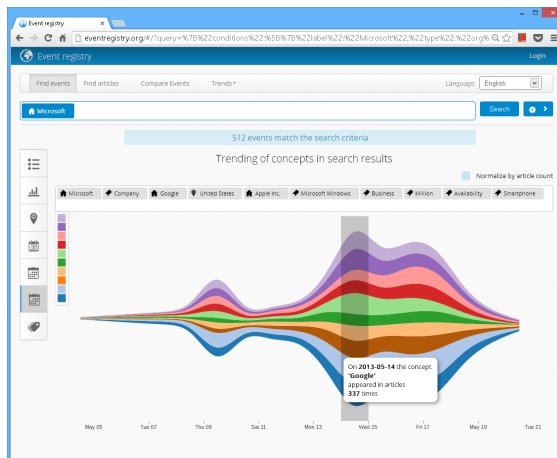 Event registry
eventregistry.org/#/?query=%7B%22conditions%22:%5B%7B%22label%22:%22Microsoft%22,%22type%22:%22org%
Event registry Login
Find events Find articles Compare Events Trends Language: English
Microsoft Search
512 events match the search criteria
Trending of concepts in search results
Normalize by article count
Microsoft Company Google United States Apple Inc. Microsoft Windows Business Million Availability Smartphone
On 2013-05-14 the concept
'Google'
appeared in articles
337 times
May 05 Tue 07 Thu 09 Sat 11 Mon 13 Wed 15 Fri 17 May 19 Tue 21